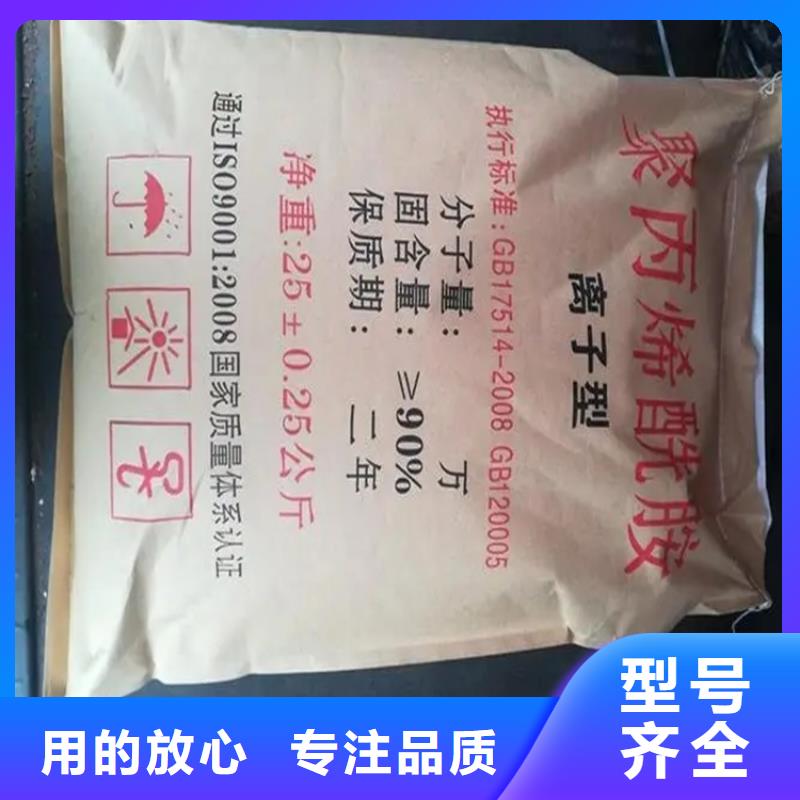 聚丙烯酰胺
离子型
执行标准:GB17514-2008 GB120005
分子量: 万
固含量: ≥90%
保质期: 二年
净重:25±0.25公斤
通过ISO9001:2008国家质量体系认证
用的放心 专注品质
型号
齐全